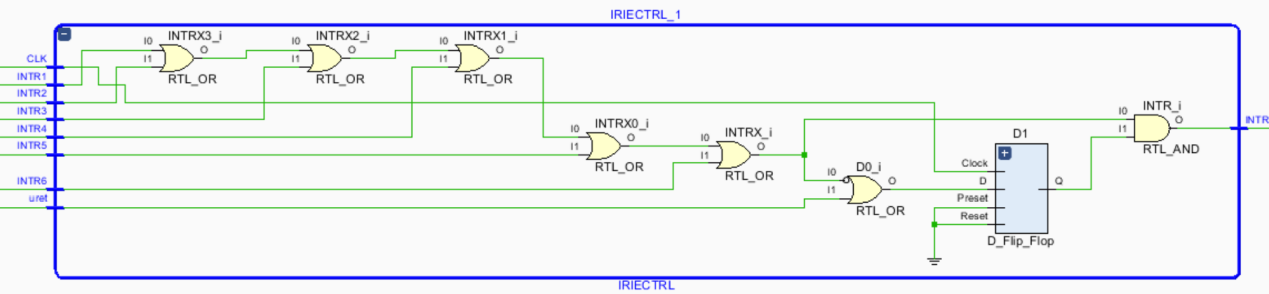 IRIECTRL_1
INTRX3_i
INTRX2_i
INTRX1_i
I0 O
I1
I0 O
I1
I0 O
I1
RTL_OR
RTL_OR
RTL_OR
CLK
INTR1
INTR2
INTR3
INTR4
INTR5
INTR6
uret
INTRX0_i
I0 O
I1
RTL_OR
INTRX_i
I0 O
I1
RTL_OR
D0_i
I0 O
I1
RTL_OR
D1
Clock
D Q
Preset
Reset
D_Flip_Flop
INTR_i
I0 O
I1
RTL_AND
INTR
IRIECTRL